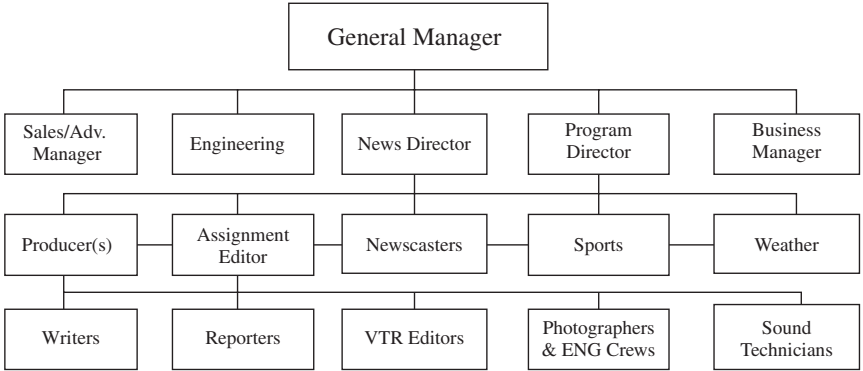 General Manager
Sales/Adv.
Manager
Engineering
News Director
Program
Director
Business
Manager
Producer(s)
Assignment
Editor
Newscasters
Sports
Weather
Writers
Reporters
VTR Editors
Photographers
& ENG Crews
Sound
Technicians